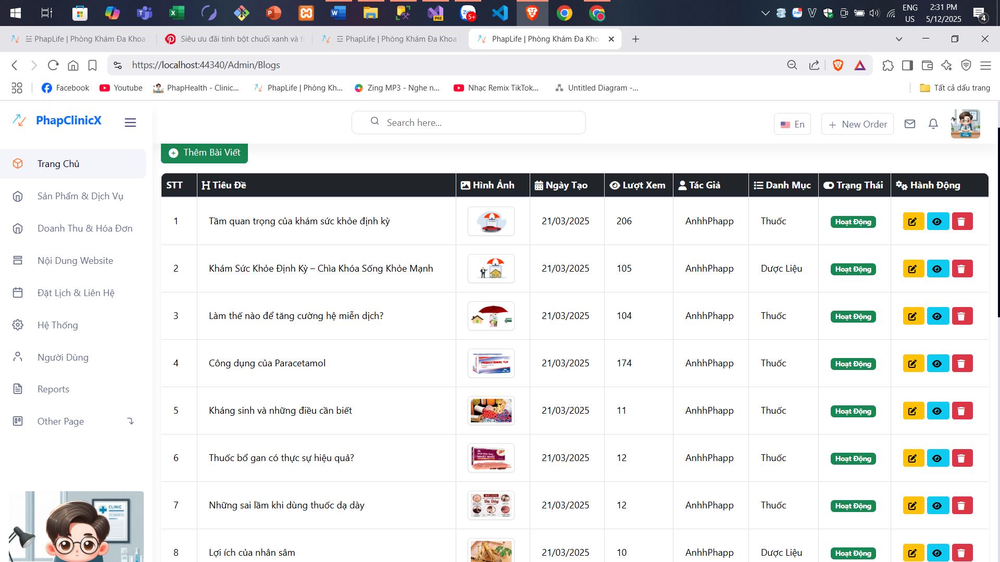 ENG
US
2:31 PM
5/12/2025
4
5+
PRE
☲ PhapLife | Phòng Khám Đa Khoa
Siêu ưu đãi tinh bột chuối xanh và ti
☲ PhapLife | Phòng Khám Đa Khoa
PhapLife | Phòng Khám Đa Kho
https://localhost:44340/Admin/Blogs
Facebook
Youtube
PhapHealth - Clinic...
PhapLife | Phòng Kh...
Zing MP3 - Nghe n...
Nhạc Remix TikTok...
Untitled Diagram -...
Tất cả dấu trang
PhapClinicX
Search here...
En
New Order
Trang Chủ
Sản Phẩm & Dịch Vụ
Doanh Thu & Hóa Đơn
Nội Dung Website
Đặt Lịch & Liên Hệ
Hệ Thống
Người Dùng
Reports
Other Page
CLINIC
Thêm Bài Viết
STT Tiêu Đề Hình Ảnh Ngày Tạo Lượt Xem Tác Giả Danh Mục Trạng Thái Hành Động
1 Tầm quan trọng của khám sức khỏe định kỳ 21/03/2025 206 AnhhPhapp Thuốc Hoạt Động
2 Khám Sức Khỏe Định Kỳ – Chìa Khóa Sống Khỏe Mạnh 21/03/2025 105 AnhhPhapp Dược Liệu Hoạt Động
3 Làm thế nào để tăng cường hệ miễn dịch? 21/03/2025 104 AnhhPhapp Thuốc Hoạt Động
4 Công dụng của Paracetamol 21/03/2025 174 AnhhPhapp Thuốc Hoạt Động
5 Kháng sinh và những điều cần biết 21/03/2025 11 AnhhPhapp Thuốc Hoạt Động
6 Thuốc bổ gan có thực sự hiệu quả? 21/03/2025 12 AnhhPhapp Thuốc Hoạt Động
7 Những sai lầm khi dùng thuốc dạ dày 21/03/2025 12 AnhhPhapp Thuốc Hoạt Động
8 Lợi ích của nhân sâm 21/03/2025 10 AnhhPhapp Dược Liệu Hoạt Động